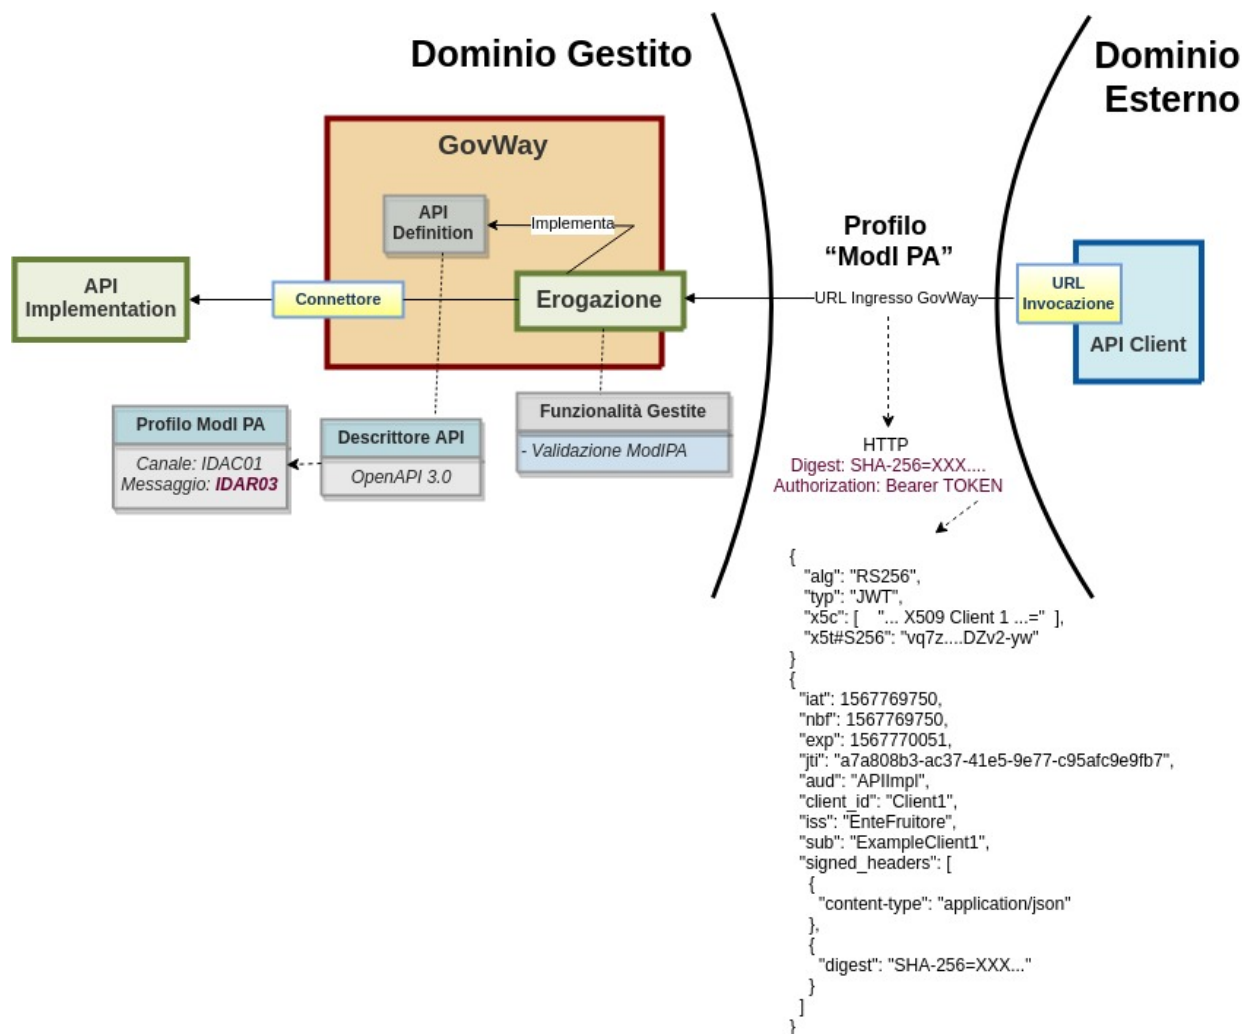 Dominio Gestito
Dominio
Esterno
GovWay
API
Definition
Implementa
Profilo
“ModI PA”
API
Implementation
Connettore
Erogazione
URL Ingresso GovWay
URL
Invocazione
API Client
Profilo ModI PA
Canale: IDAC01
Messaggio: IDAR03
Descrittore API
OpenAPI 3.0
Funzionalità Gestite
- Validazione ModIPA
HTTP
Digest: SHA-256=XXX....
Authorization: Bearer TOKEN
{
"alg": "RS256",
"typ": "JWT",
"x5c": [ "... X509 Client 1 ...=" ],
"x5t#S256": "vq7z....DZv2-yw"
}
{
"iat": 1567769750,
"nbf": 1567769750,
"exp": 1567770051,
"jti": "a7a808b3-ac37-41e5-9e77-c95afc9e9fb7",
"aud": "APIImpl",
"client_id": "Client1",
"iss": "EnteFruitore",
"sub": "ExampleClient1",
"signed_headers": [
{
"content-type": "application/json"
},
{
"digest": "SHA-256=XXX..."
}
]
}